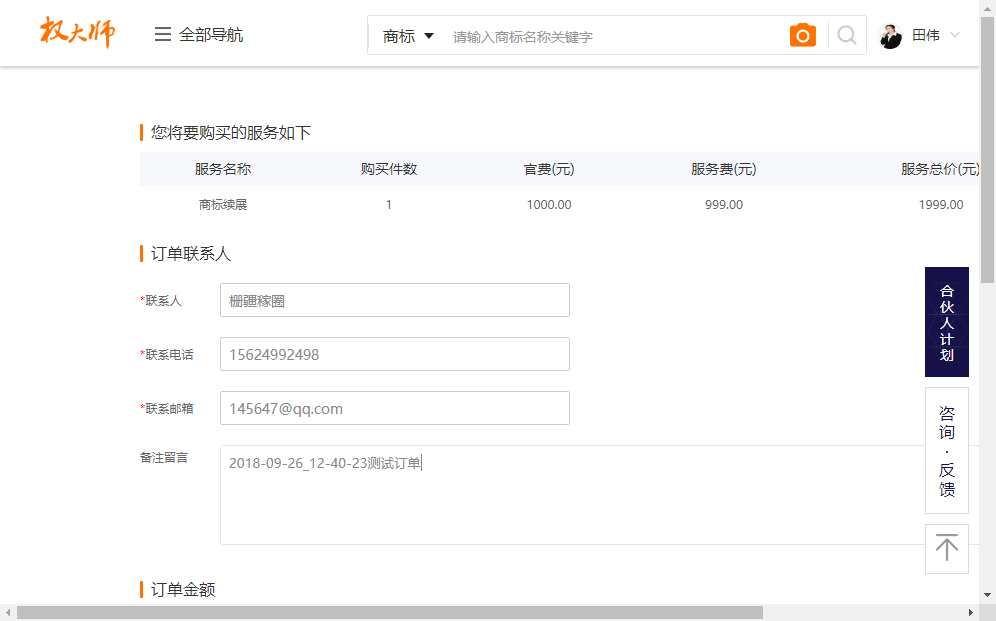 权大师
全部导航
商标
请输入商标名称关键字
田伟
您将要购买的服务如下
服务名称 购买件数 官费(元) 服务费(元) 服务总价(元)
商标续展 1 1000.00 999.00 1999.00
订单联系人
*联系人 栅疆稼圈
*联系电话 15624992498
*联系邮箱 145647@qq.com
备注留言 2018-09-26_12-40-23测试订单
订单金额
合伙人计划
咨询·反馈